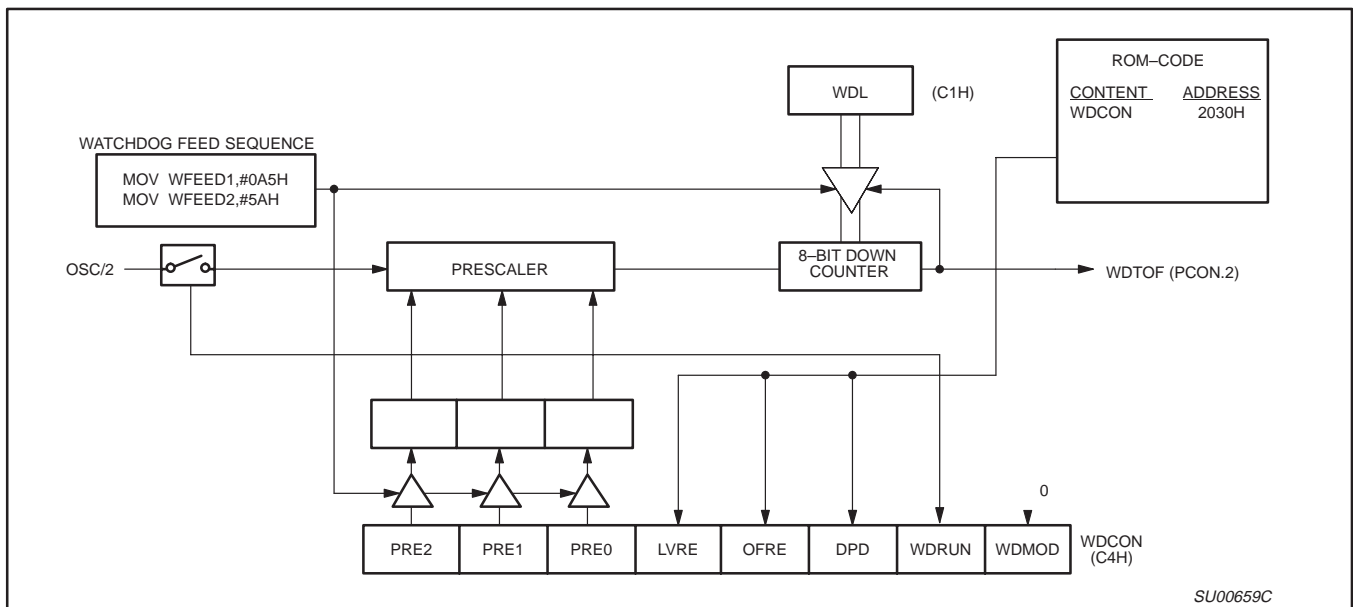 ROM–CODE
CONTENT ADDRESS
WDCON 2030H
WDL
(C1H)
WATCHDOG FEED SEQUENCE
MOV WFEED1,#0A5H
MOV WFEED2,#5AH
OSC/2
PRESCALER
8–BIT DOWN
COUNTER
WDTOF (PCON.2)
0
PRE2 PRE1 PRE0 LVRE OFRE DPD WDRUN WDMOD
WDCON
(C4H)
SU00659C